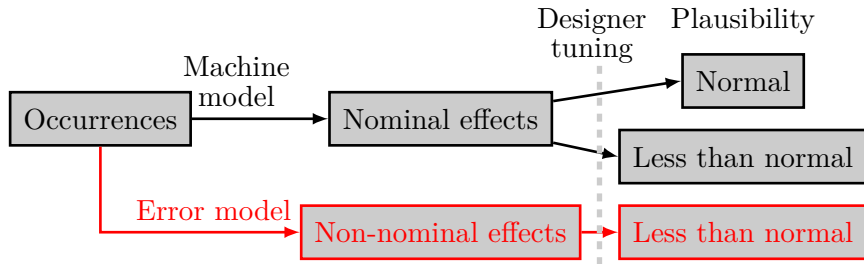 Designer
tuning
Plausibility
Machine
model
Normal
Occurrences
Nominal effects
Less than normal
Error model
Non-nominal effects
Less than normal